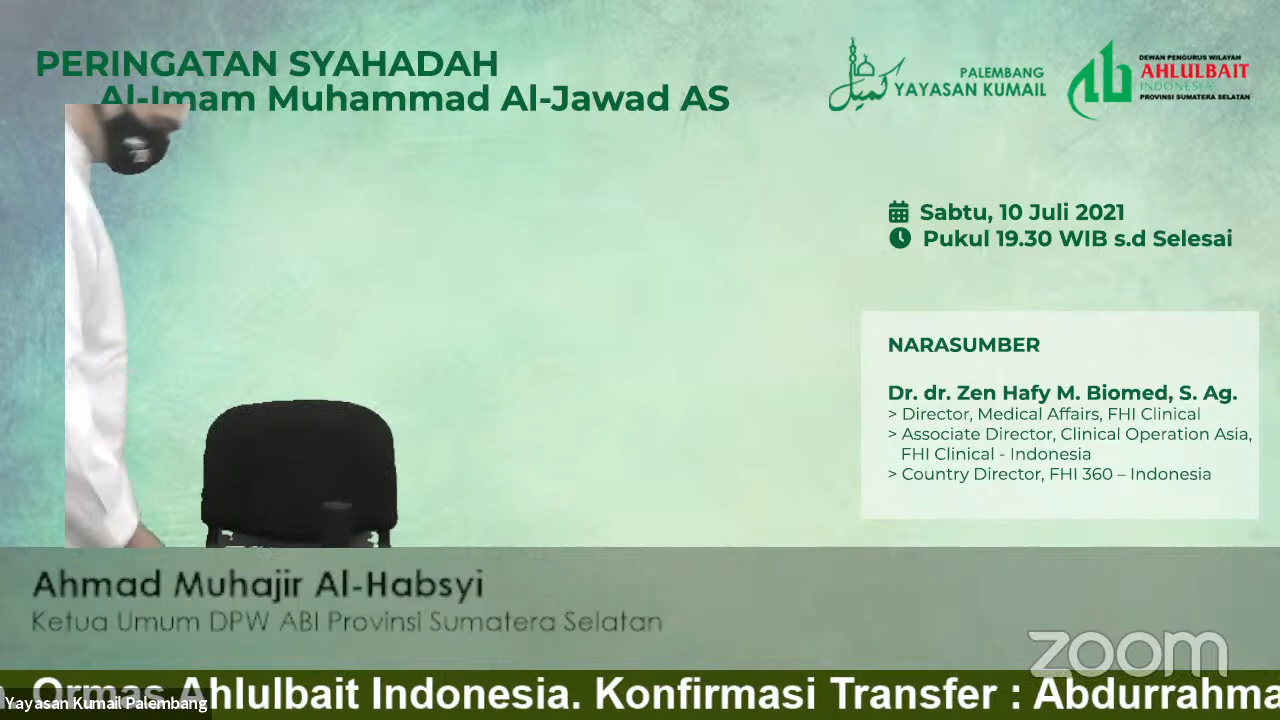 PERINGATAN SYAHADAH
Al-Imam Muhammad Al-Jawad AS
PALEMBANG
YAYASAN KUMAIL
كميل
DEWAN PENGURUS WILAYAH
AHLULBAIT
INDONESIA
PROVINSI SUMATERA SELATAN
Sabtu, 10 Juli 2021
Pukul 19.30 WIB s.d Selesai
NARASUMBER
Dr. dr. Zen Hafy M. Biomed, S. Ag.
> Director, Medical Affairs, FHI Clinical
> Associate Director, Clinical Operation Asia,
FHI Clinical - Indonesia
> Country Director, FHI 360 – Indonesia
Ahmad Muhajir Al-Habsyi
Ketua Umum DPW ABI Provinsi Sumatera Selatan
zoom
Ormas Ahlulbait Indonesia. Konfirmasi Transfer : Abdurrahma
Yayasan Kumail Palembang